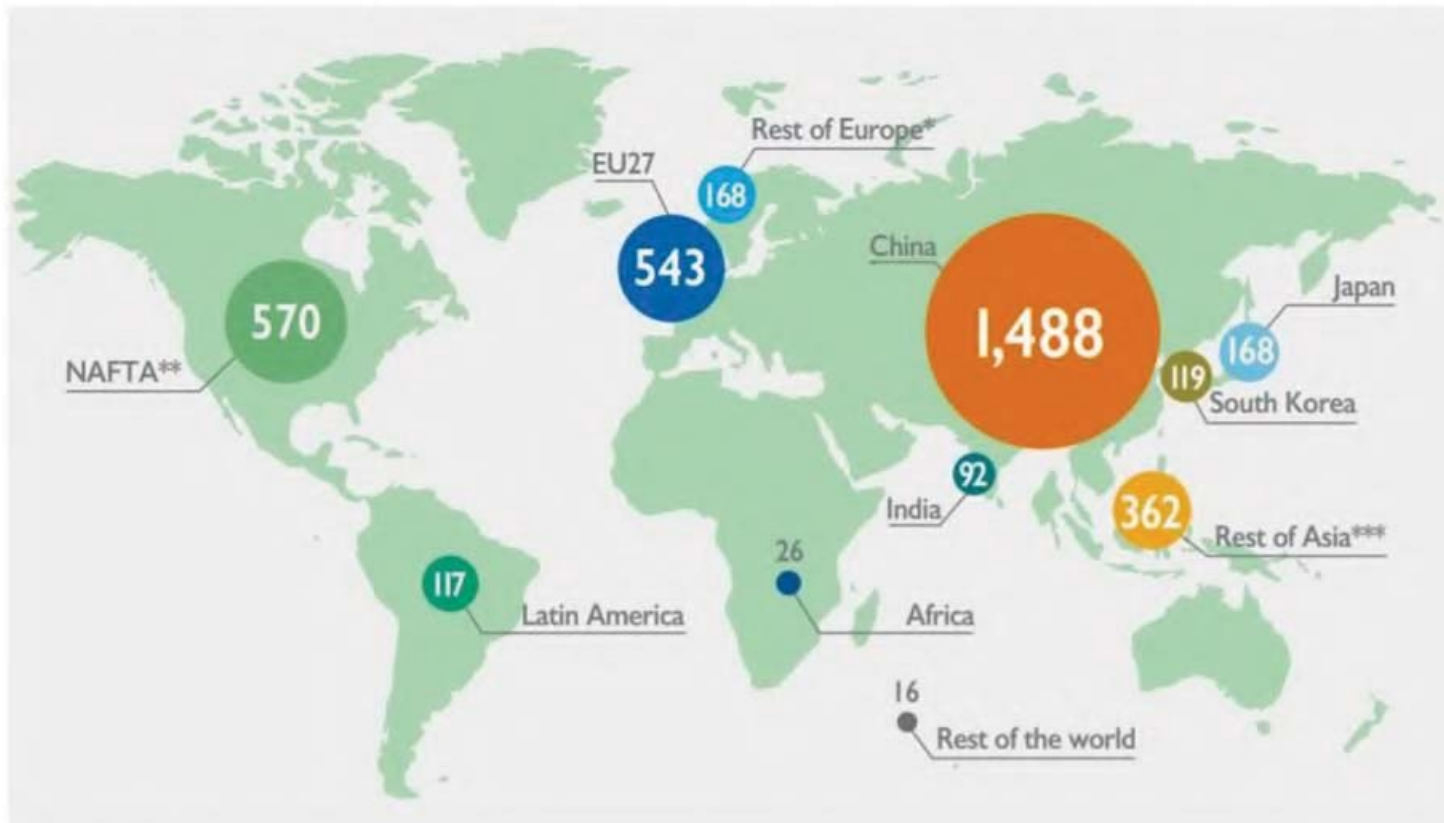 Rest of Europe*
EU27
168
543
China
1,488
570
NAFTA**
Japan
168
119
South Korea
92
India
362
Rest of Asia***
26
117
Latin America
Africa
16
Rest of the world